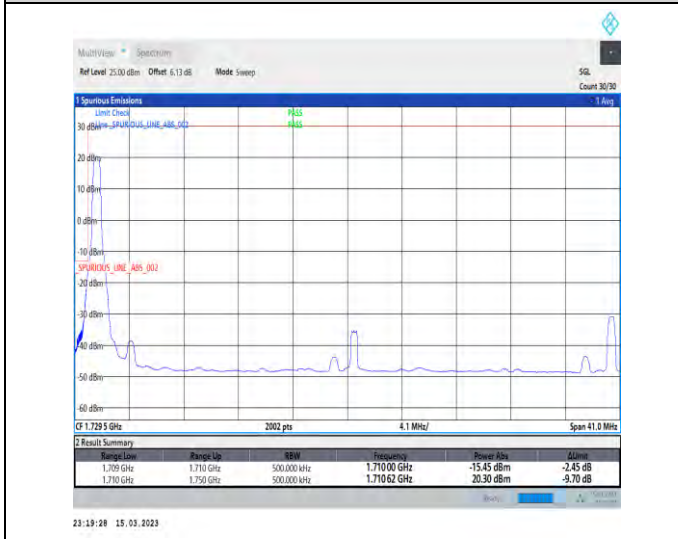 MultiView Spectrum
Ref Level 25.00 dBm Offset 6.13 dB Mode Sweep SGL
Count 30/30
1 Spurious Emissions 1 Avg
Limit Check PASS
30 dBm Line _SPURIOUS_LINE_ABS_002 PASS
20 dBm
10 dBm
0 dBm
-10 dBm
_SPURIOUS_LINE_ABS_002
-20 dBm
-30 dBm
-40 dBm
-50 dBm
-60 dBm
CF 1.729 5 GHz 2002 pts 4.1 MHz/ Span 41.0 MHz
2 Result Summary
Range Low Range Up RBW Frequency Power Abs ΔLimit
1.709 GHz 1.710 GHz 500.000 kHz 1.710 00 GHz -15.45 dBm -2.45 dB
1.710 GHz 1.750 GHz 500.000 kHz 1.710 62 GHz 20.30 dBm -9.70 dB
23:19:28 15.03.2023